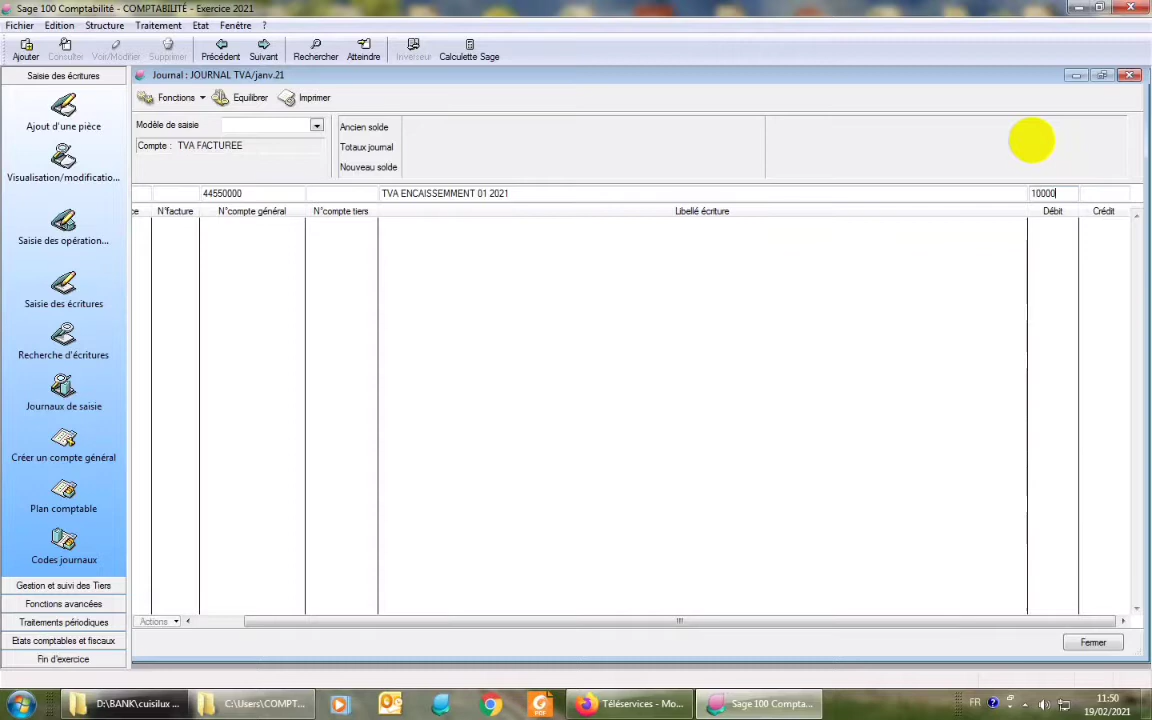 Sage 100 Comptabilité - COMPTABILITÉ - Exercice 2021
Fichier Edition Structure Traitement Etat Fenêtre ?
Ajouter Consulter Voir/Modifier Supprimer Précédent Suivant Rechercher Atteindre Inverseur Calculette Sage
Saisie des écritures
Journal : JOURNAL TVA/janv.21
Fonctions Equilibrer Imprimer
Modèle de saisie
Compte : TVA FACTUREE
Ancien solde
Totaux journal
Nouveau solde
44550000 TVA ENCAISSEMMENT 01 2021 10000
ce N°facture N°compte général N°compte tiers Libellé écriture Débit Crédit
Ajout d'une pièce
Visualisation/modificatio...
Saisie des opération...
Saisie des écritures
Recherche d'écritures
Journaux de saisie
Créer un compte général
Plan comptable
Codes journaux
Gestion et suivi des Tiers
Fonctions avancées
Traitements périodiques
Etats comptables et fiscaux
Fin d'exercice
Actions
Fermer
D:\BANK\cuisilux ...
C:\Users\COMPT...
Téléservices - Mo...
Sage 100 Compta...
FR
11:50
19/02/2021